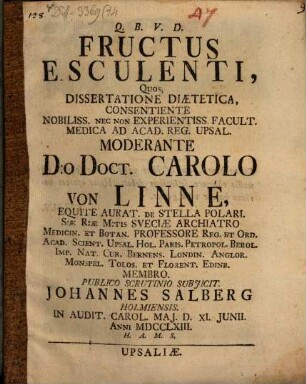 Q. B. V. D.
FRUCTUS
ESCULENTI,
Quos,
DISSERTATIONE DIÆTETICA,
CONSENTIENTE
NOBILISS. NEC NON EXPERIENTISS. FACULT.
MEDICA AD ACAD. REG. UPSAL.
MODERANTE
D:o DOCT. CAROLO
VON LINNÉ,
EQUITE AURAT. DE STELLA POLARI.
SÆ RIÆ M:TIS SVECIÆ ARCHIATRO
MEDICIN. ET BOTAN. PROFESSORE REG. ET ORD.
ACAD. SCIENT. UPSAL. HOL. PARIS. PETROPOL. BEROL.
IMP. NAT. CUR. BERNENS. LONDIN. ANGLOR.
MONSPEL. TOLOS. ET FLORENT. EDINB.
MEMBRO.
PUBLICO SCRUTINIO SUBJICIT.
JOHANNES SALBERG
HOLMIENSIS.
IN AUDIT. CAROL. MAJ. D. XI. JUNII.
ANNI MDCCLXIII.
H. A. M. S.
UPSALIÆ.